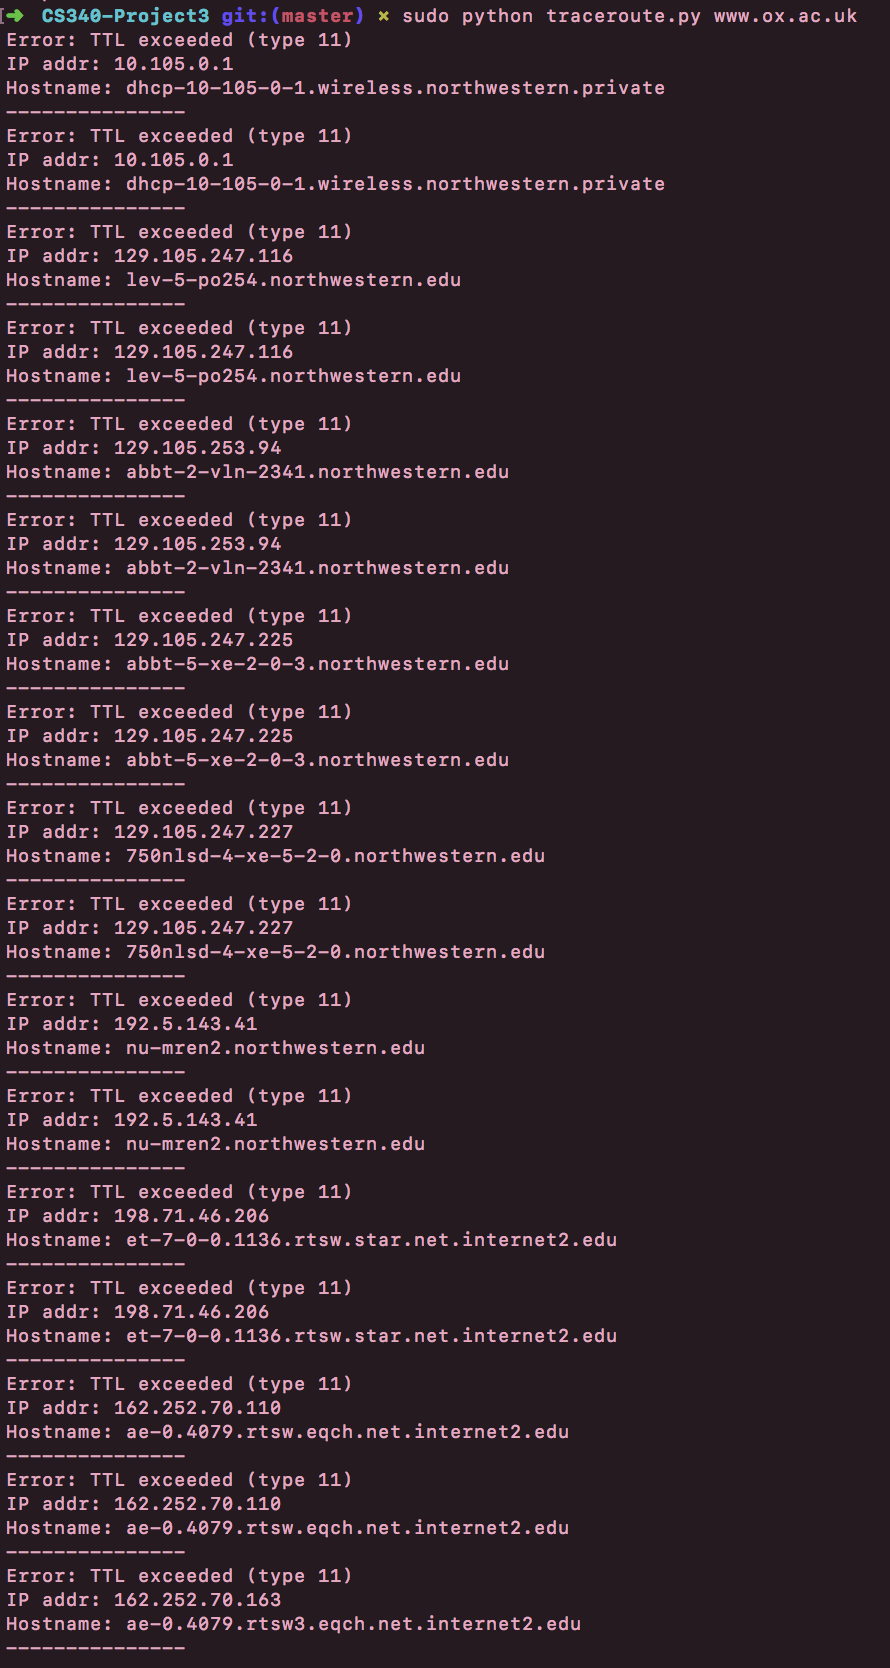 [➜ CS340-Project3 git:(master) × sudo python traceroute.py www.ox.ac.uk
Error: TTL exceeded (type 11)
IP addr: 10.105.0.1
Hostname: dhcp-10-105-0-1.wireless.northwestern.private
---------------
Error: TTL exceeded (type 11)
IP addr: 10.105.0.1
Hostname: dhcp-10-105-0-1.wireless.northwestern.private
---------------
Error: TTL exceeded (type 11)
IP addr: 129.105.247.116
Hostname: lev-5-po254.northwestern.edu
---------------
Error: TTL exceeded (type 11)
IP addr: 129.105.247.116
Hostname: lev-5-po254.northwestern.edu
---------------
Error: TTL exceeded (type 11)
IP addr: 129.105.253.94
Hostname: abbt-2-vln-2341.northwestern.edu
---------------
Error: TTL exceeded (type 11)
IP addr: 129.105.253.94
Hostname: abbt-2-vln-2341.northwestern.edu
---------------
Error: TTL exceeded (type 11)
IP addr: 129.105.247.225
Hostname: abbt-5-xe-2-0-3.northwestern.edu
---------------
Error: TTL exceeded (type 11)
IP addr: 129.105.247.225
Hostname: abbt-5-xe-2-0-3.northwestern.edu
---------------
Error: TTL exceeded (type 11)
IP addr: 129.105.247.227
Hostname: 750nlsd-4-xe-5-2-0.northwestern.edu
---------------
Error: TTL exceeded (type 11)
IP addr: 129.105.247.227
Hostname: 750nlsd-4-xe-5-2-0.northwestern.edu
---------------
Error: TTL exceeded (type 11)
IP addr: 192.5.143.41
Hostname: nu-mren2.northwestern.edu
---------------
Error: TTL exceeded (type 11)
IP addr: 192.5.143.41
Hostname: nu-mren2.northwestern.edu
---------------
Error: TTL exceeded (type 11)
IP addr: 198.71.46.206
Hostname: et-7-0-0.1136.rtsw.star.net.internet2.edu
---------------
Error: TTL exceeded (type 11)
IP addr: 198.71.46.206
Hostname: et-7-0-0.1136.rtsw.star.net.internet2.edu
---------------
Error: TTL exceeded (type 11)
IP addr: 162.252.70.110
Hostname: ae-0.4079.rtsw.eqch.net.internet2.edu
---------------
Error: TTL exceeded (type 11)
IP addr: 162.252.70.110
Hostname: ae-0.4079.rtsw.eqch.net.internet2.edu
---------------
Error: TTL exceeded (type 11)
IP addr: 162.252.70.163
Hostname: ae-0.4079.rtsw3.eqch.net.internet2.edu
---------------